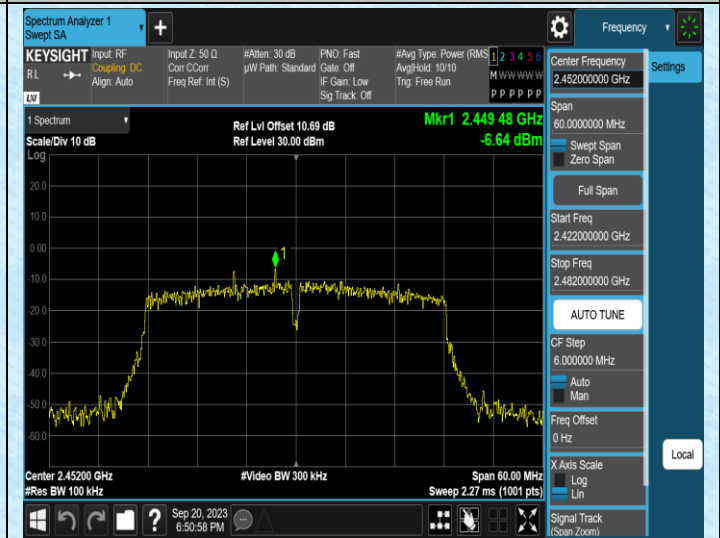 Spectrum Analyzer 1
Swept SA
+
Frequency
KEYSIGHT
RL
LXI
Input: RF
Coupling: DC
Align: Auto
Input Z: 50 Ω
Corr CCorr
Freq Ref: Int (S)
#Atten: 30 dB
µW Path: Standard
PNO: Fast
Gate: Off
IF Gain: Low
Sig Track: Off
#Avg Type: Power (RMS
Avg|Hold: 10/10
Trig: Free Run
1 2 3 4 5 6
M W W W W W
P P P P P P
1 Spectrum
Scale/Div 10 dB
Log
Ref Lvl Offset 10.69 dB
Ref Level 30.00 dBm
Mkr1 2.449 48 GHz
-6.64 dBm
20.0
10.0
0.00
-10.0
-20.0
-30.0
-40.0
-50.0
-60.0
1
Center 2.45200 GHz
#Res BW 100 kHz
#Video BW 300 kHz
Span 60.00 MHz
Sweep 2.27 ms (1001 pts)
Center Frequency
2.452000000 GHz
Span
60.0000000 MHz
Swept Span
Zero Span
Full Span
Start Freq
2.422000000 GHz
Stop Freq
2.482000000 GHz
AUTO TUNE
CF Step
6.000000 MHz
Auto
Man
Freq Offset
0 Hz
X Axis Scale
Log
Lin
Signal Track
(Span Zoom)
Settings
Local
?
Sep 20, 2023
6:50:58 PM